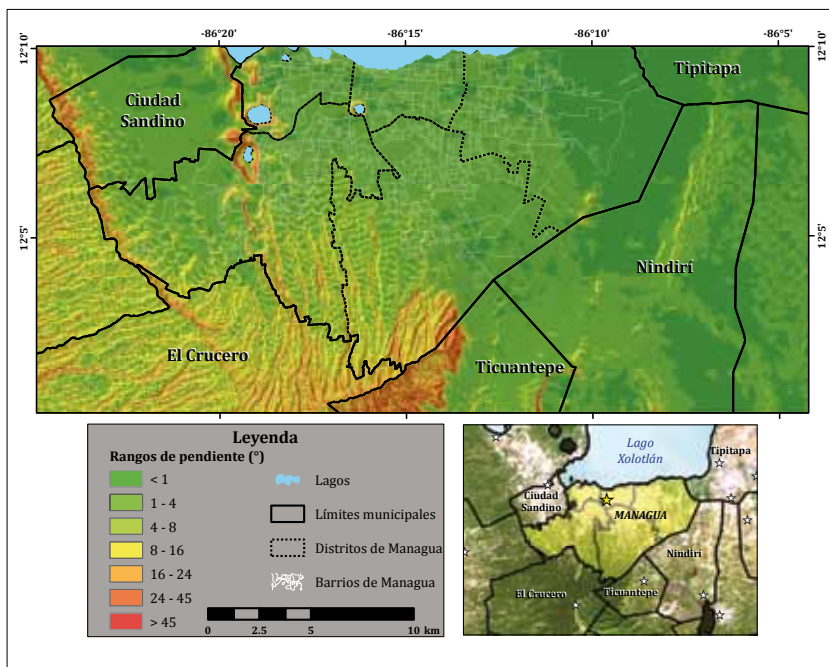 -86°20'
-86°15'
-86°10'
-86°5'
12°10'
12°10'
Tipitapa
Ciudad
Sandino
12°5'
12°5'
Nindirí
El Crucero
Ticuantepe
Leyenda
Rangos de pendiente (°)
< 1
1 - 4
4 - 8
8 - 16
16 - 24
24 - 45
> 45
Lagos
Límites municipales
Distritos de Managua
Barrios de Managua
0
2.5
5
10 km
Lago
Xolotlán
Tipitapa
Ciudad
Sandino
MANAGUA
Nindirí
El Crucero
Ticuantepe